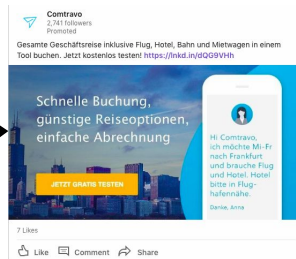 Comtravo
2,741 followers
Promoted
Gesamte Geschäftsreise inklusive Flug, Hotel, Bahn und Mietwagen in einem
Tool buchen. Jetzt kostenlos testen! https://lnkd.in/dQG9VHh
Schnelle Buchung,
günstige Reiseoptionen,
einfache Abrechnung
JETZT GRATIS TESTEN
Hi Comtravo,
ich möchte Mi-Fr
nach Frankfurt
und brauche Flug
und Hotel. Hotel
bitte in Flug-
hafennähe.
Danke, Anna
7 Likes
Like Comment Share